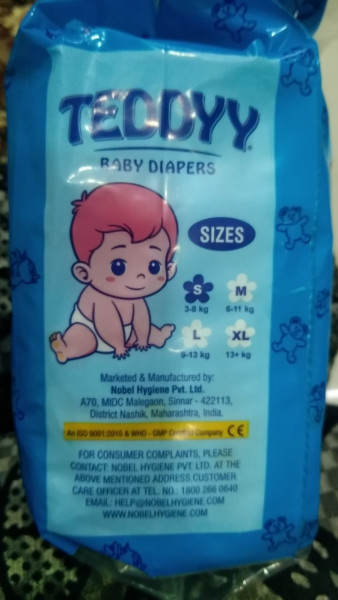 TEDDYY
BABY DIAPERS
SIZES
S M
3-8 kg 6-11 kg
L XL
9-13 kg 13+ kg
Marketed & Manufactured by:
Nobel Hygiene Pvt. Ltd.
A70, MIDC Malegaon, Sinnar - 422113,
District Nashik, Maharashtra, India.
An ISO 9001:2015 & WHO - GMP Certified Company CE
FOR CONSUMER COMPLAINTS, PLEASE
CONTACT: NOBEL HYGIENE PVT. LTD. AT THE
ABOVE MENTIONED ADDRESS.CUSTOMER
CARE OFFICER AT TEL. NO.: 1800 266 0640
EMAIL: HELP@NOBELHYGIENE.COM
WWW.NOBELHYGIENE.COM